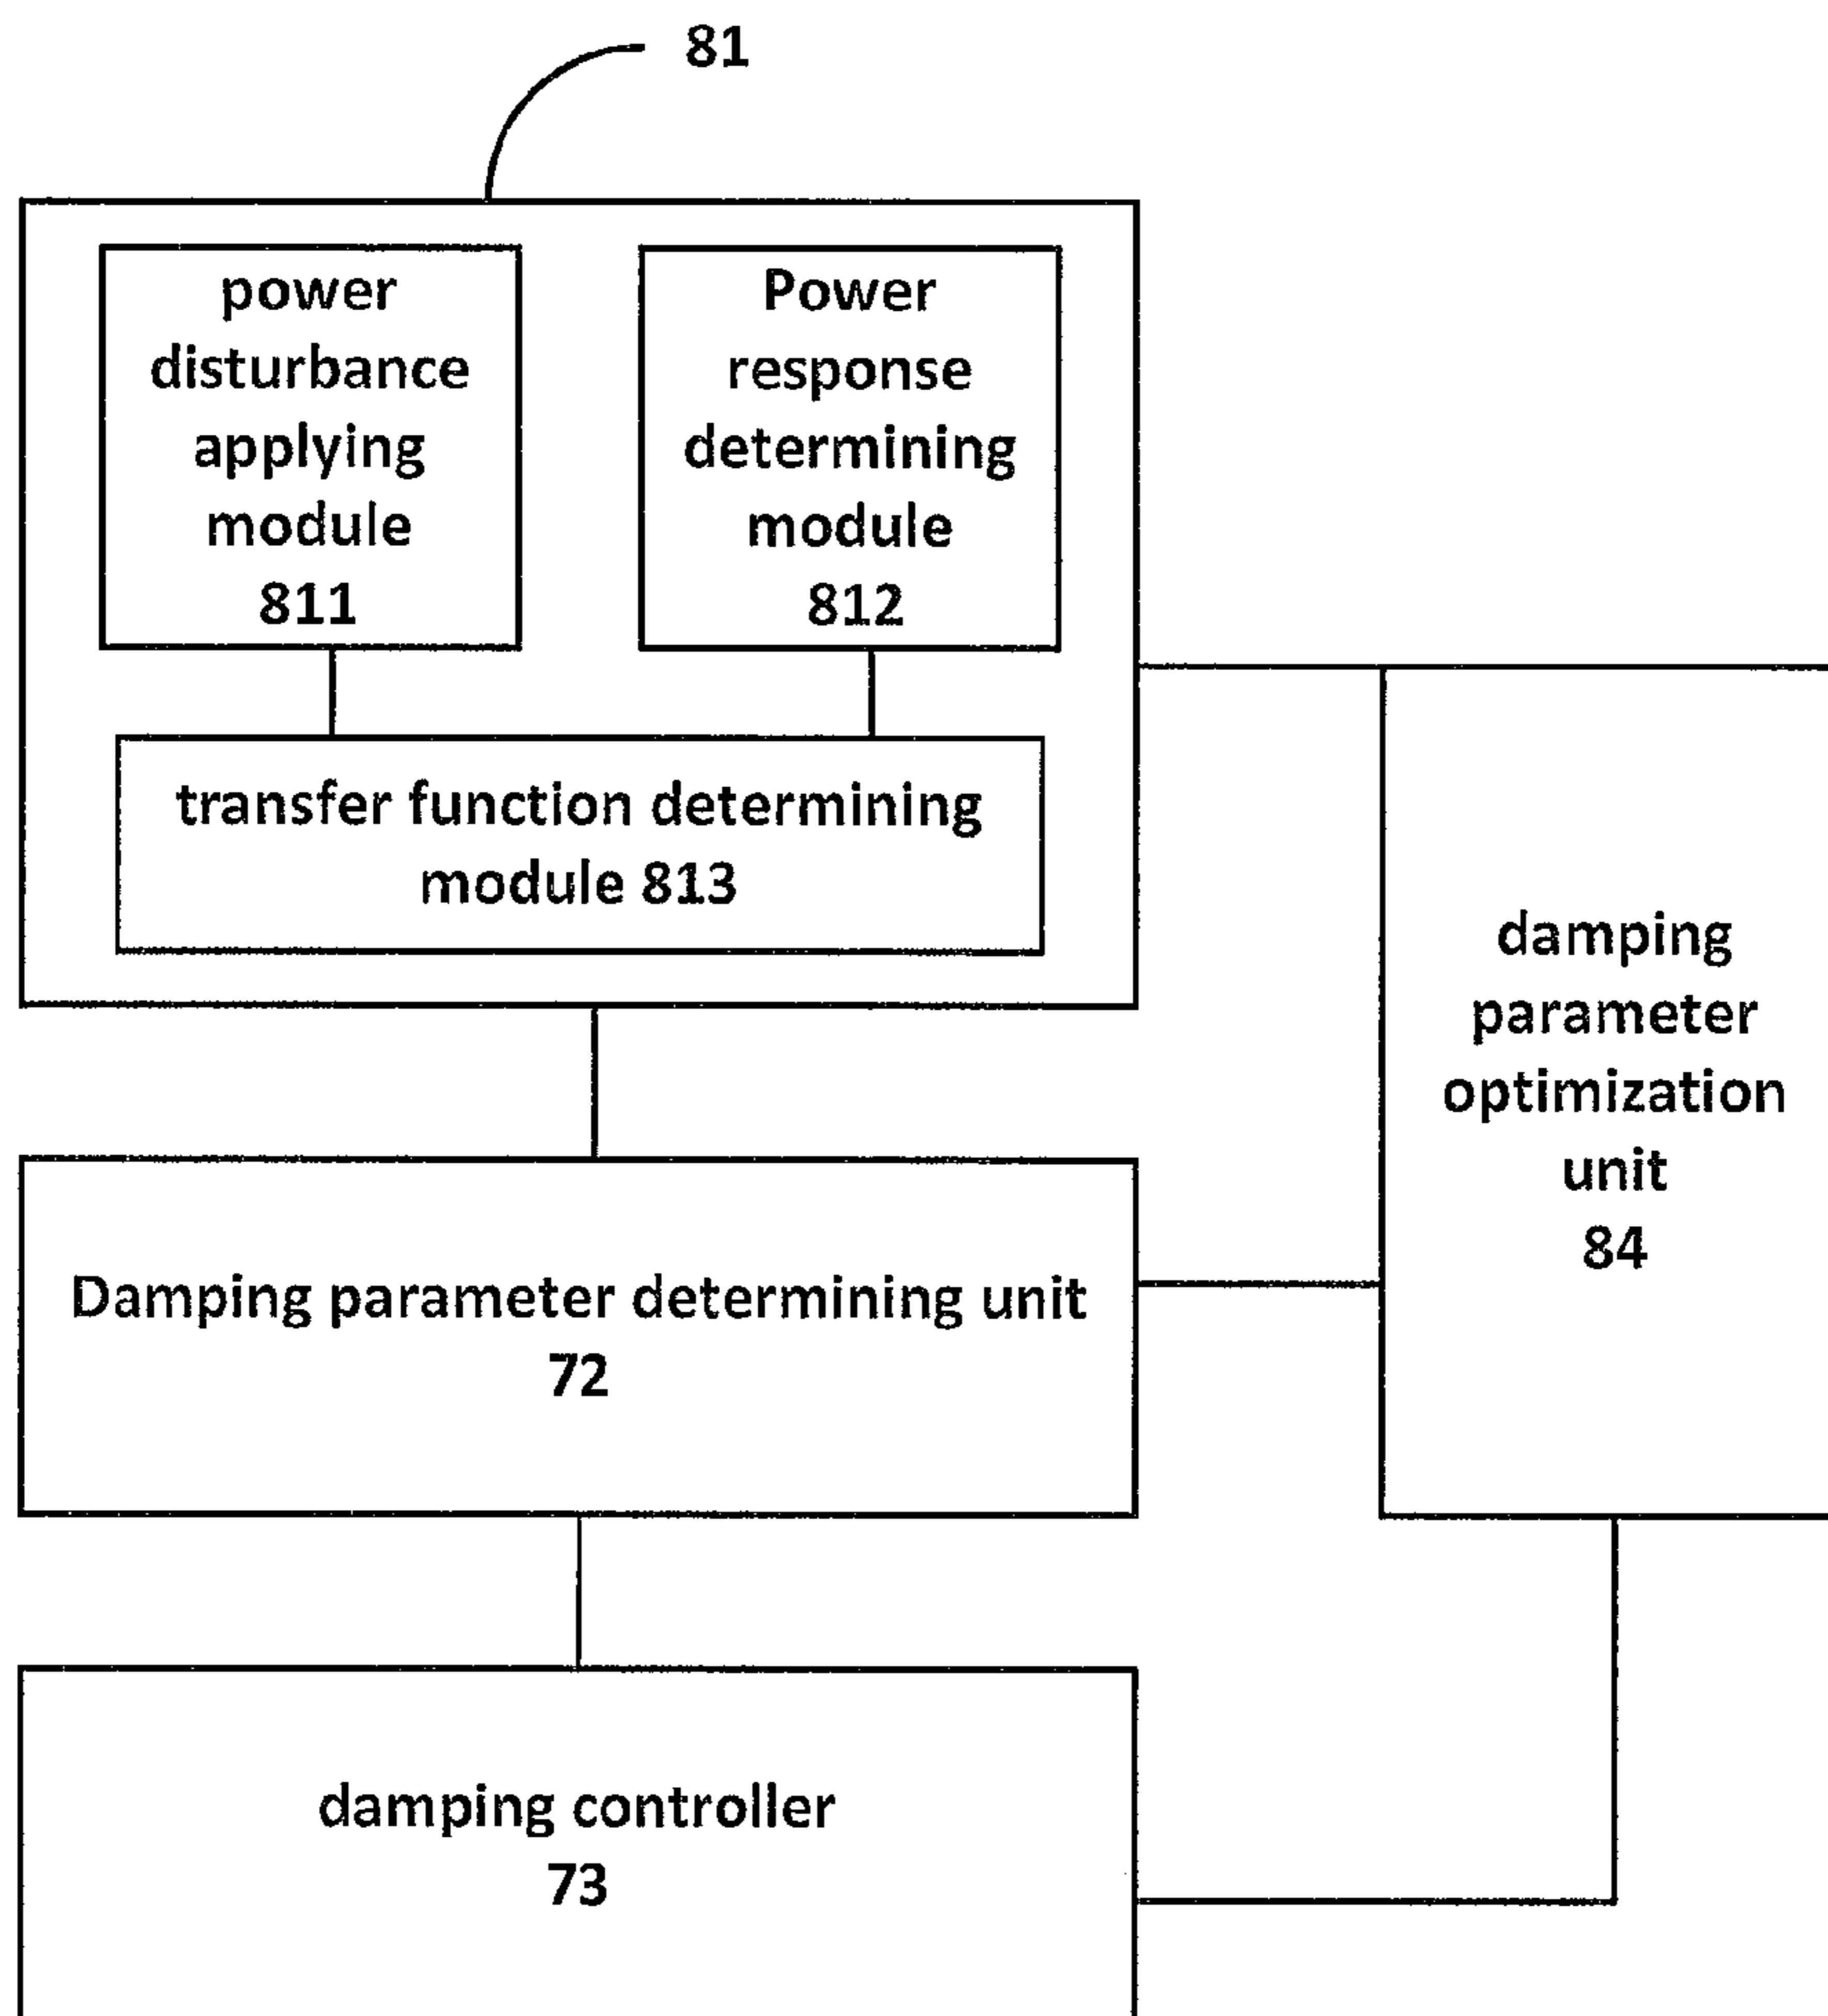 81
power
disturbance
applying
module
811
Power
response
determining
module
812
transfer function determining
module 813
damping
parameter
optimization
unit
84
Damping parameter determining unit
72
damping controller
73